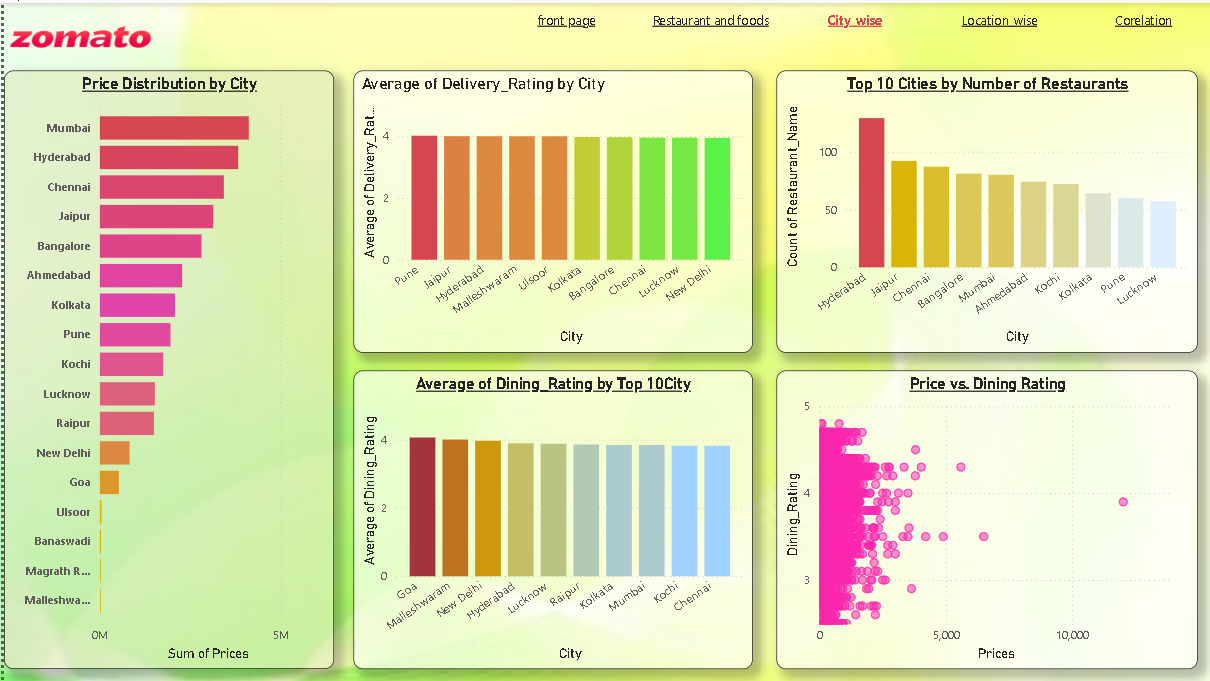 zomato
front page
Restaurant and foods
City wise
Location wise
Corelation
Price Distribution by City
Mumbai
Hyderabad
Chennai
Jaipur
Bangalore
Ahmedabad
Kolkata
Pune
Kochi
Lucknow
Raipur
New Delhi
Goa
Ulsoor
Banaswadi
Magrath R...
Malleshwa...
0M
5M
Sum of Prices
Average of Delivery_Rating by City
Average of Delivery_Rat...
4
2
0
Pune
Jaipur
Hyderabad
Malleshwaram
Ulsoor
Kolkata
Bangalore
Chennai
Lucknow
New Delhi
City
Top 10 Cities by Number of Restaurants
Count of Restaurant_Name
100
50
0
Hyderabad
Jaipur
Chennai
Bangalore
Mumbai
Ahmedabad
Kochi
Kolkata
Pune
Lucknow
City
Average of Dining_Rating by Top 10City
Average of Dining_Rating
4
2
0
Goa
Malleshwaram
New Delhi
Hyderabad
Lucknow
Raipur
Kolkata
Mumbai
Kochi
Chennai
City
Price vs. Dining Rating
Dining_Rating
5
4
3
0
5,000
10,000
Prices